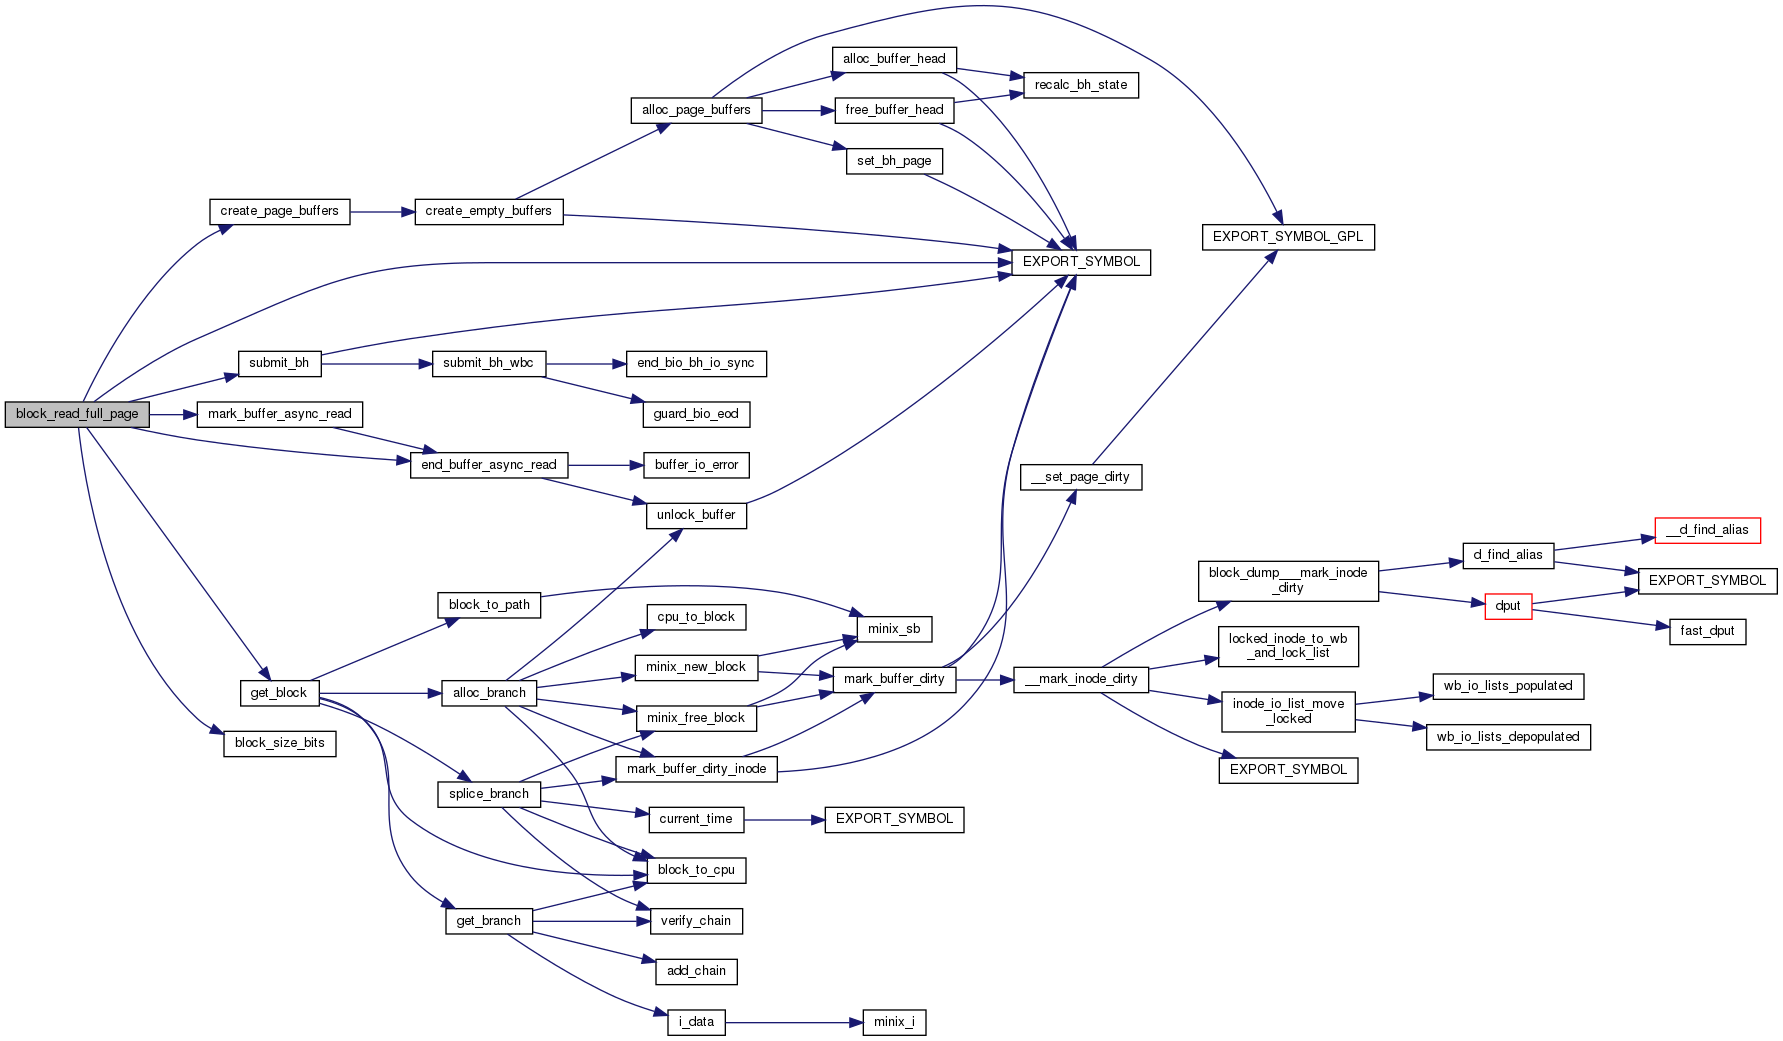 alloc_buffer_head
recalc_bh_state
alloc_page_buffers
free_buffer_head
set_bh_page
create_page_buffers
create_empty_buffers
EXPORT_SYMBOL_GPL
EXPORT_SYMBOL
submit_bh
submit_bh_wbc
end_bio_bh_io_sync
block_read_full_page
mark_buffer_async_read
guard_bio_eod
end_buffer_async_read
buffer_io_error
__set_page_dirty
unlock_buffer
__d_find_alias
d_find_alias
block_dump___mark_inode
_dirty
EXPORT_SYMBOL
block_to_path
dput
cpu_to_block
minix_sb
fast_dput
locked_inode_to_wb
_and_lock_list
minix_new_block
get_block
alloc_branch
mark_buffer_dirty
__mark_inode_dirty
wb_io_lists_populated
minix_free_block
inode_io_list_move
_locked
block_size_bits
wb_io_lists_depopulated
mark_buffer_dirty_inode
EXPORT_SYMBOL
splice_branch
current_time
EXPORT_SYMBOL
block_to_cpu
get_branch
verify_chain
add_chain
i_data
minix_i